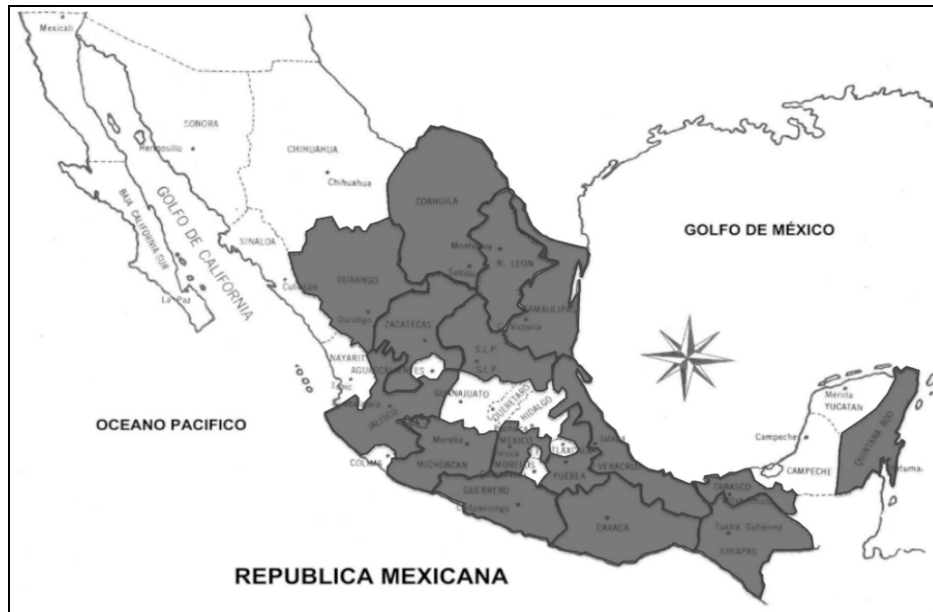 Mexicali
SONORA
Hermosillo
CHIHUAHUA
Chihuahua
COAHUILA
BAJA CALIFORNIA SUR
GOLFO DE CALIFORNIA
GOLFO DE MÉXICO
SINALOA
Culiacan
La Paz
Monterrey
N. LEON
Saltillo
DURANGO
Durango
TAMAULIPAS
C. Victoria
ZACATECAS
S.L.P.
S.L.P.
NAYARIT
Tepic
AGUASCALIENTES
GUANAJUATO
QUERETARO
HIDALGO
Merida
YUCATAN
QUINTANA ROO
OCEANO PACIFICO
JALISCO
Morelia
MEXICO
Toluca
TLAXCALA
Jalapa
Campeche
COLIMA
MICHOACAN
MORELOS
PUEBLA
VERACRUZ
CAMPECHE
Chetumal
GUERRERO
Chilpancingo
TABASCO
OAXACA
Tuxtla Gutierrez
CHIAPAS
REPUBLICA MEXICANA